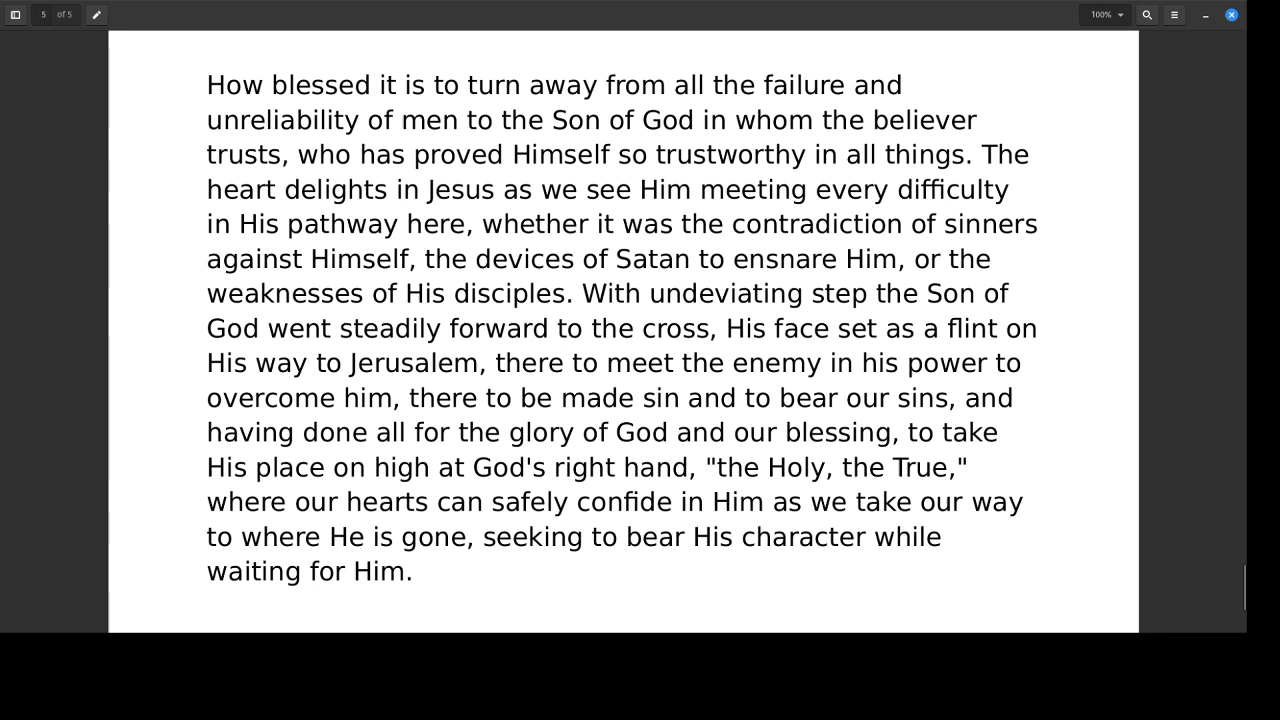 5 of 5
100%
How blessed it is to turn away from all the failure and
unreliability of men to the Son of God in whom the believer
trusts, who has proved Himself so trustworthy in all things. The
heart delights in Jesus as we see Him meeting every difficulty
in His pathway here, whether it was the contradiction of sinners
against Himself, the devices of Satan to ensnare Him, or the
weaknesses of His disciples. With undeviating step the Son of
God went steadily forward to the cross, His face set as a flint on
His way to Jerusalem, there to meet the enemy in his power to
overcome him, there to be made sin and to bear our sins, and
having done all for the glory of God and our blessing, to take
His place on high at God's right hand, "the Holy, the True,"
where our hearts can safely confide in Him as we take our way
to where He is gone, seeking to bear His character while
waiting for Him.